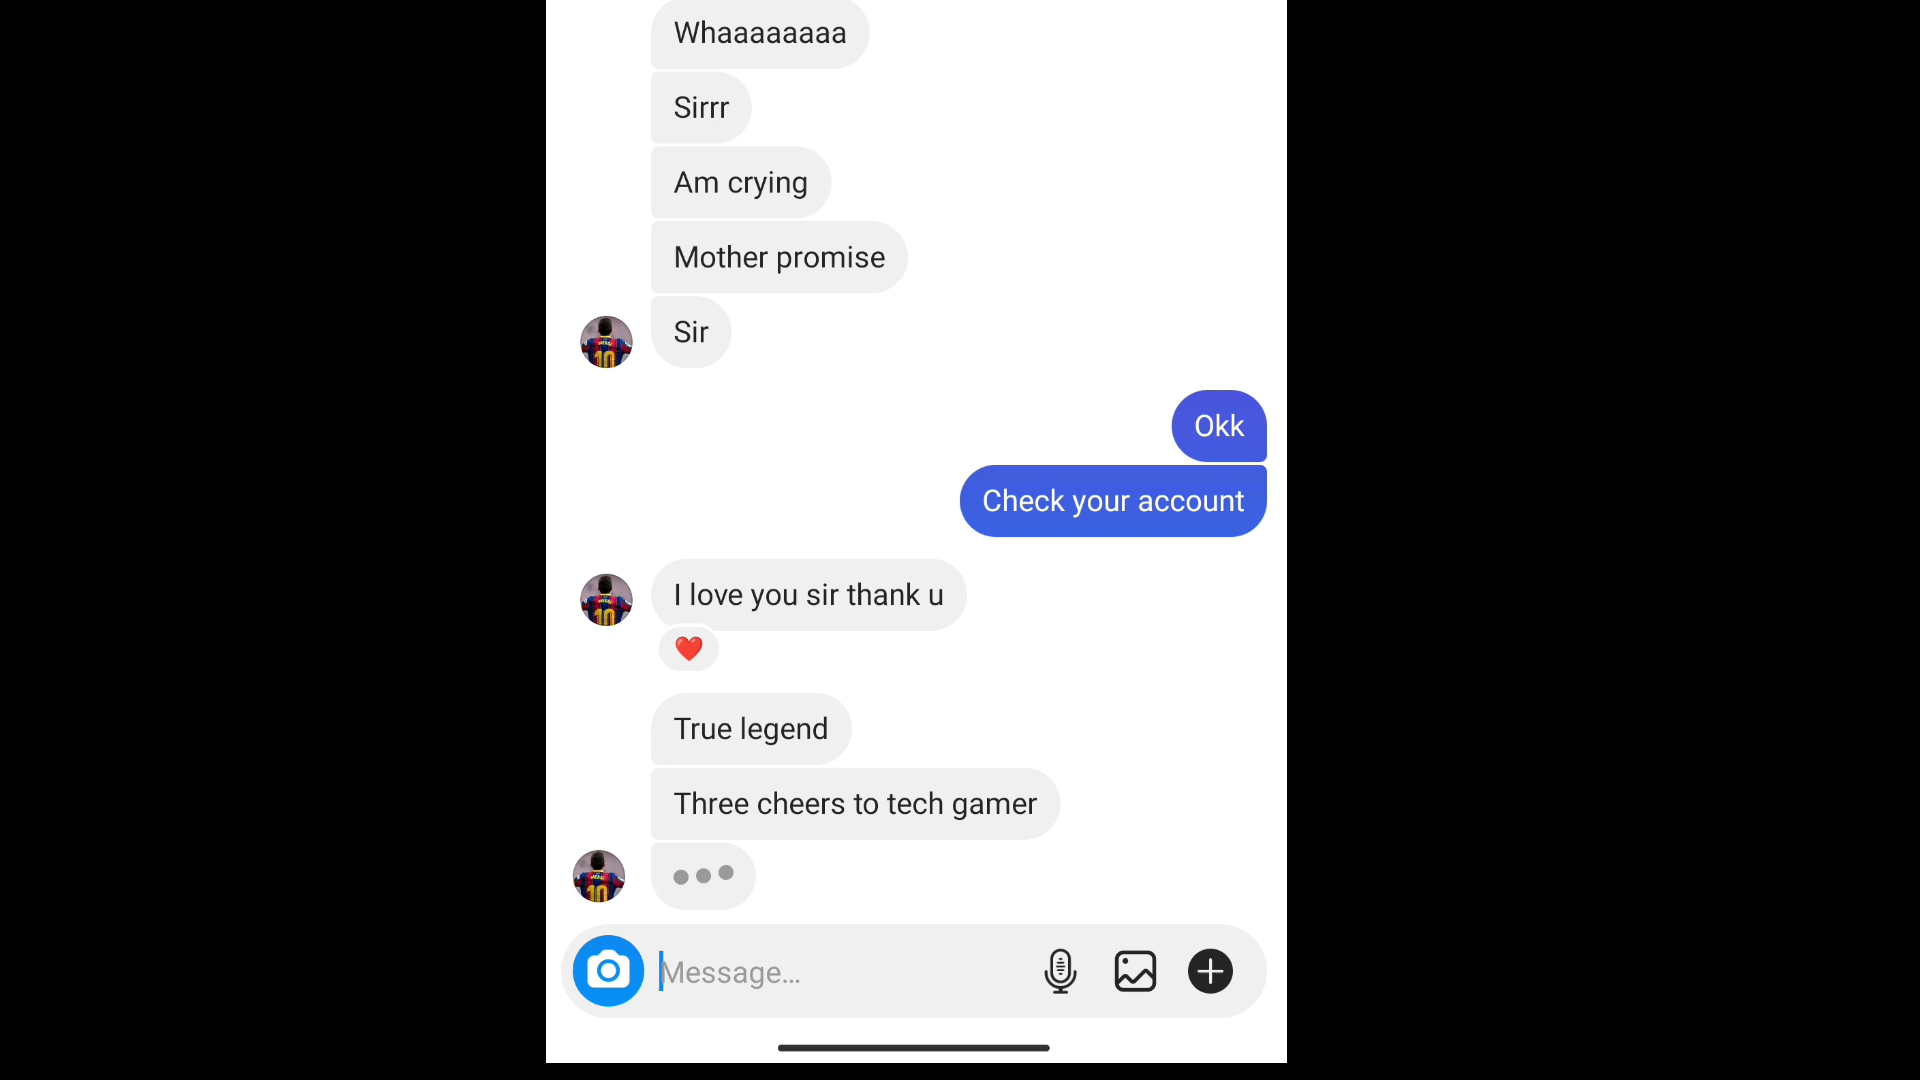 Whaaaaaaaa
Sirrr
Am crying
Mother promise
Sir
Okk
Check your account
I love you sir thank u
True legend
Three cheers to tech gamer
Message...